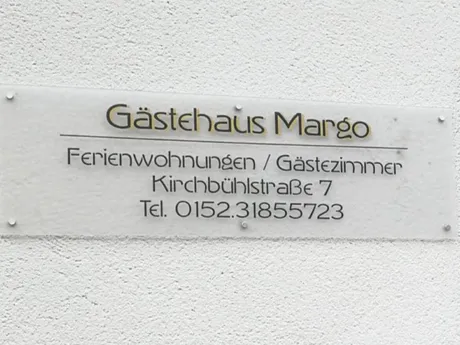 Gästehaus Margo
Ferienwohnungen / Gästezimmer
Kirchbühlstraße 7
Tel. 0152.31855723